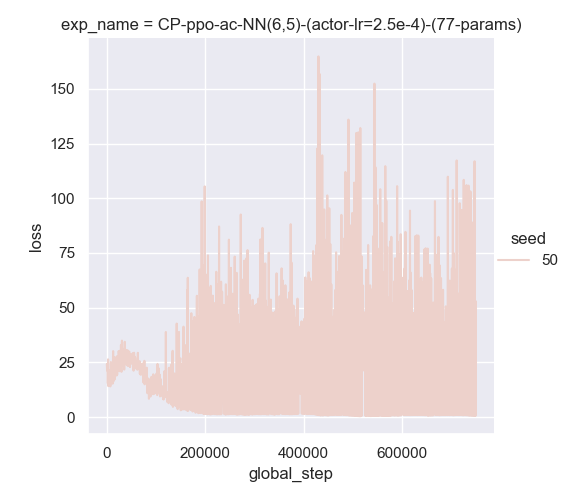 exp_name = CP-ppo-ac-NN(6,5)-(actor-lr=2.5e-4)-(77-params)
150
125
100
75
50
25
0
loss
0 200000 400000 600000
global_step
seed
50